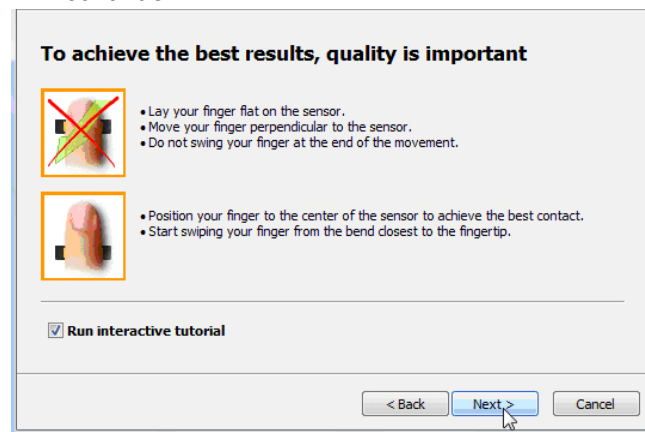 To achieve the best results, quality is important
• Lay your finger flat on the sensor.
• Move your finger perpendicular to the sensor.
• Do not swing your finger at the end of the movement.
• Position your finger to the center of the sensor to achieve the best contact.
• Start swiping your finger from the bend closest to the fingertip.
Run interactive tutorial
< Back Next > Cancel